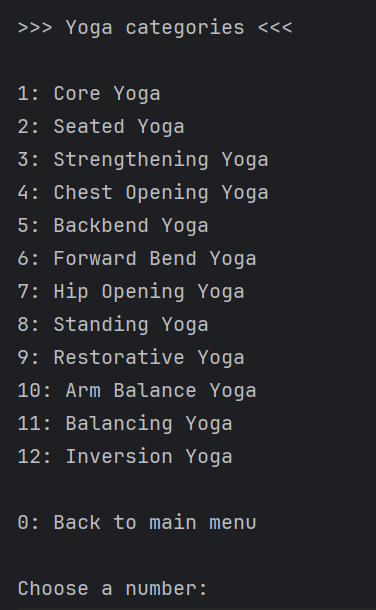 >>> Yoga categories <<<
1: Core Yoga
2: Seated Yoga
3: Strengthening Yoga
4: Chest Opening Yoga
5: Backbend Yoga
6: Forward Bend Yoga
7: Hip Opening Yoga
8: Standing Yoga
9: Restorative Yoga
10: Arm Balance Yoga
11: Balancing Yoga
12: Inversion Yoga
0: Back to main menu
Choose a number: